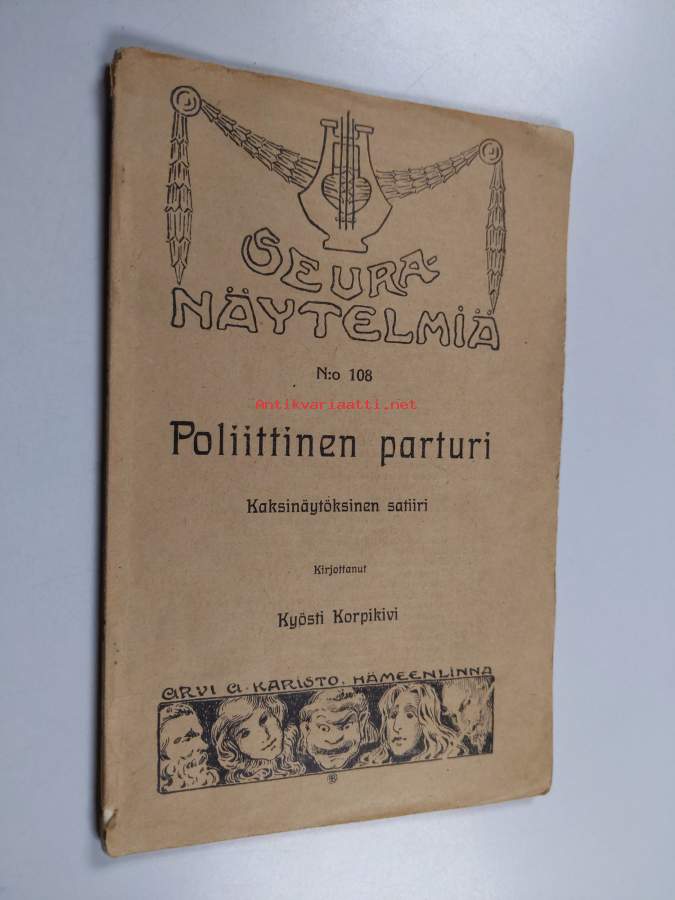 SEURA-
NÄYTELMIÄ
N:o 108
Antikvariaatti.net
Poliittinen parturi
Kaksinäytöksinen satiiri
Kirjottanut
Kyösti Korpikivi
ARVI A. KARISTO. HÄMEENLINNA